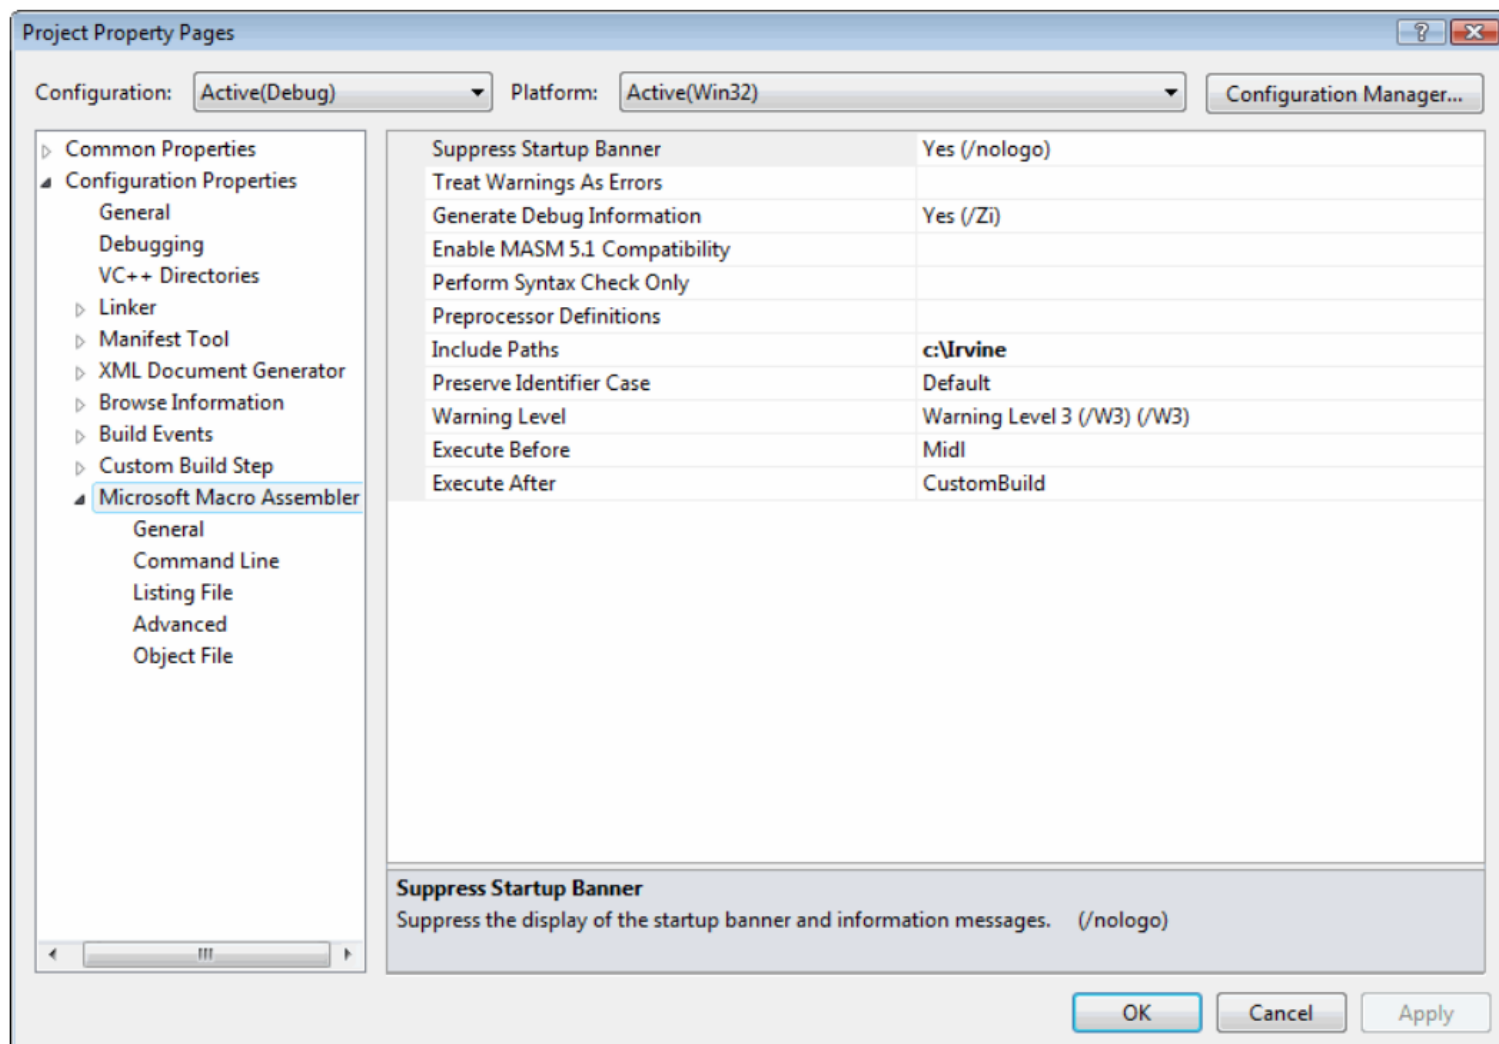 Project Property Pages
Configuration: Active(Debug) Platform: Active(Win32) Configuration Manager...
Common Properties
Configuration Properties
General
Debugging
VC++ Directories
Linker
Manifest Tool
XML Document Generator
Browse Information
Build Events
Custom Build Step
Microsoft Macro Assembler
General
Command Line
Listing File
Advanced
Object File
Suppress Startup Banner Yes (/nologo)
Treat Warnings As Errors
Generate Debug Information Yes (/Zi)
Enable MASM 5.1 Compatibility
Perform Syntax Check Only
Preprocessor Definitions
Include Paths c:\Irvine
Preserve Identifier Case Default
Warning Level Warning Level 3 (/W3) (/W3)
Execute Before Midl
Execute After CustomBuild
Suppress Startup Banner
Suppress the display of the startup banner and information messages. (/nologo)
OK Cancel Apply